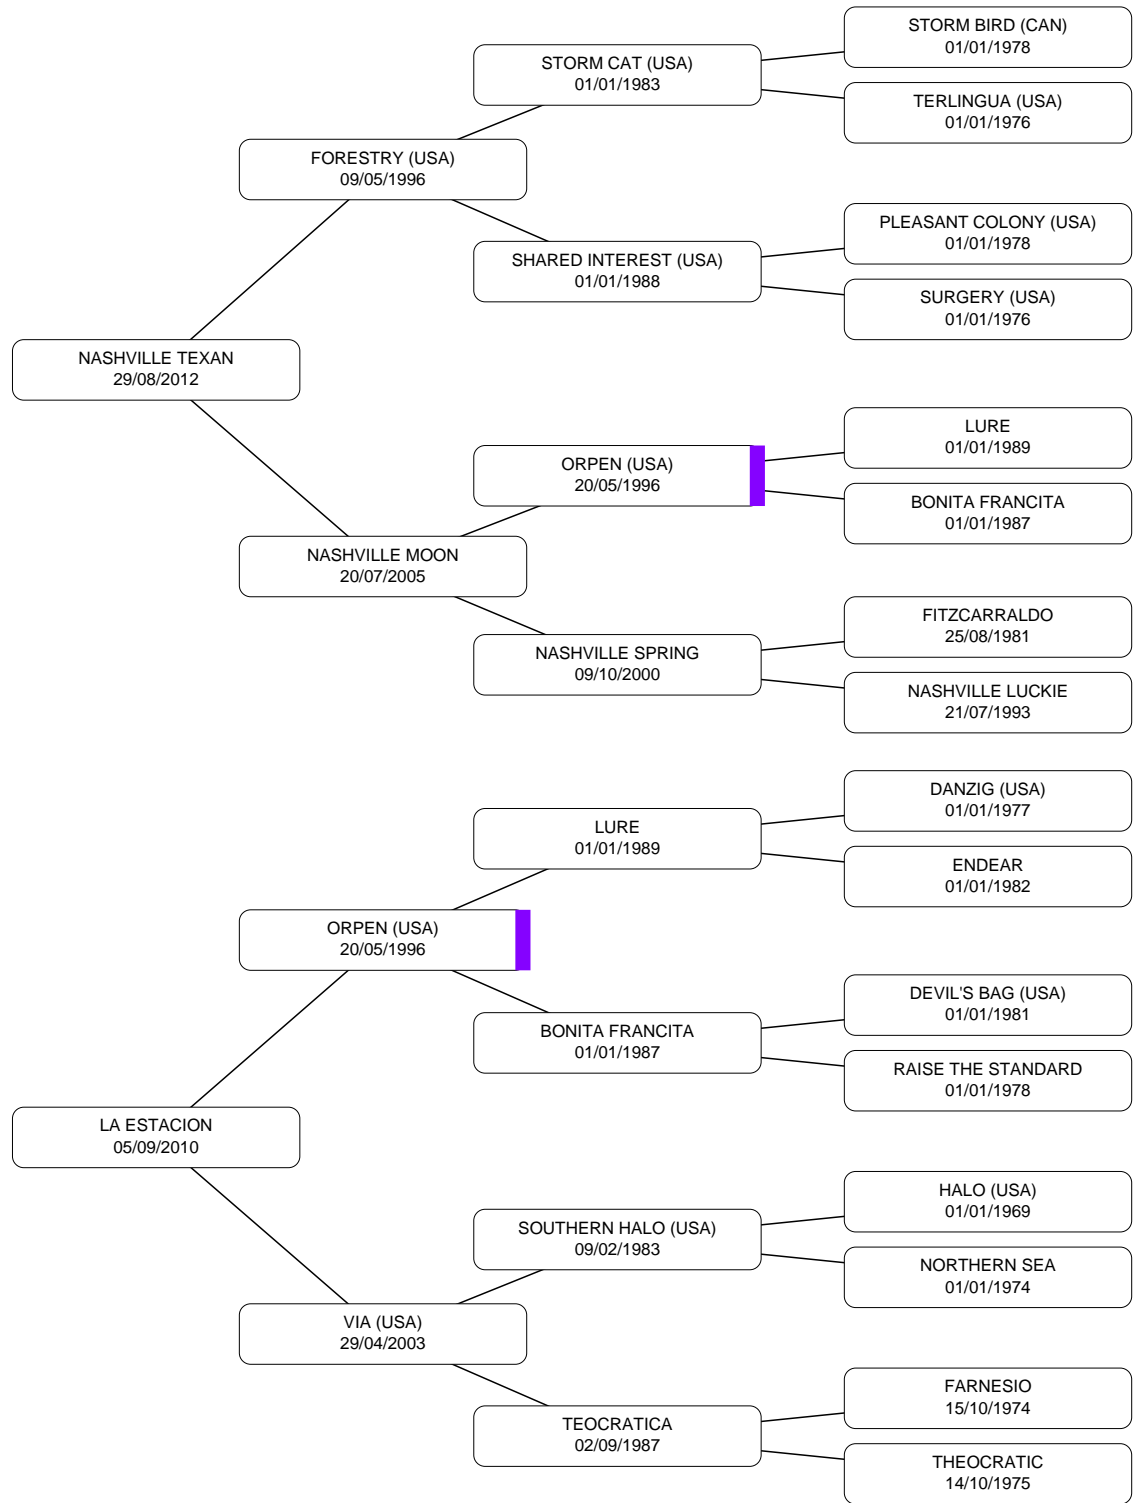 STORM BIRD (CAN)
01/01/1978
STORM CAT (USA)
01/01/1983
TERLINGUA (USA)
01/01/1976
FORESTRY (USA)
09/05/1996
PLEASANT COLONY (USA)
01/01/1978
SHARED INTEREST (USA)
01/01/1988
SURGERY (USA)
01/01/1976
NASHVILLE TEXAN
29/08/2012
LURE
01/01/1989
ORPEN (USA)
20/05/1996
BONITA FRANCITA
01/01/1987
NASHVILLE MOON
20/07/2005
FITZCARRALDO
25/08/1981
NASHVILLE SPRING
09/10/2000
NASHVILLE LUCKIE
21/07/1993
DANZIG (USA)
01/01/1977
LURE
01/01/1989
ENDEAR
01/01/1982
ORPEN (USA)
20/05/1996
DEVIL'S BAG (USA)
01/01/1981
BONITA FRANCITA
01/01/1987
RAISE THE STANDARD
01/01/1978
LA ESTACION
05/09/2010
HALO (USA)
01/01/1969
SOUTHERN HALO (USA)
09/02/1983
NORTHERN SEA
01/01/1974
VIA (USA)
29/04/2003
FARNESIO
15/10/1974
TEOCRATICA
02/09/1987
THEOCRATIC
14/10/1975